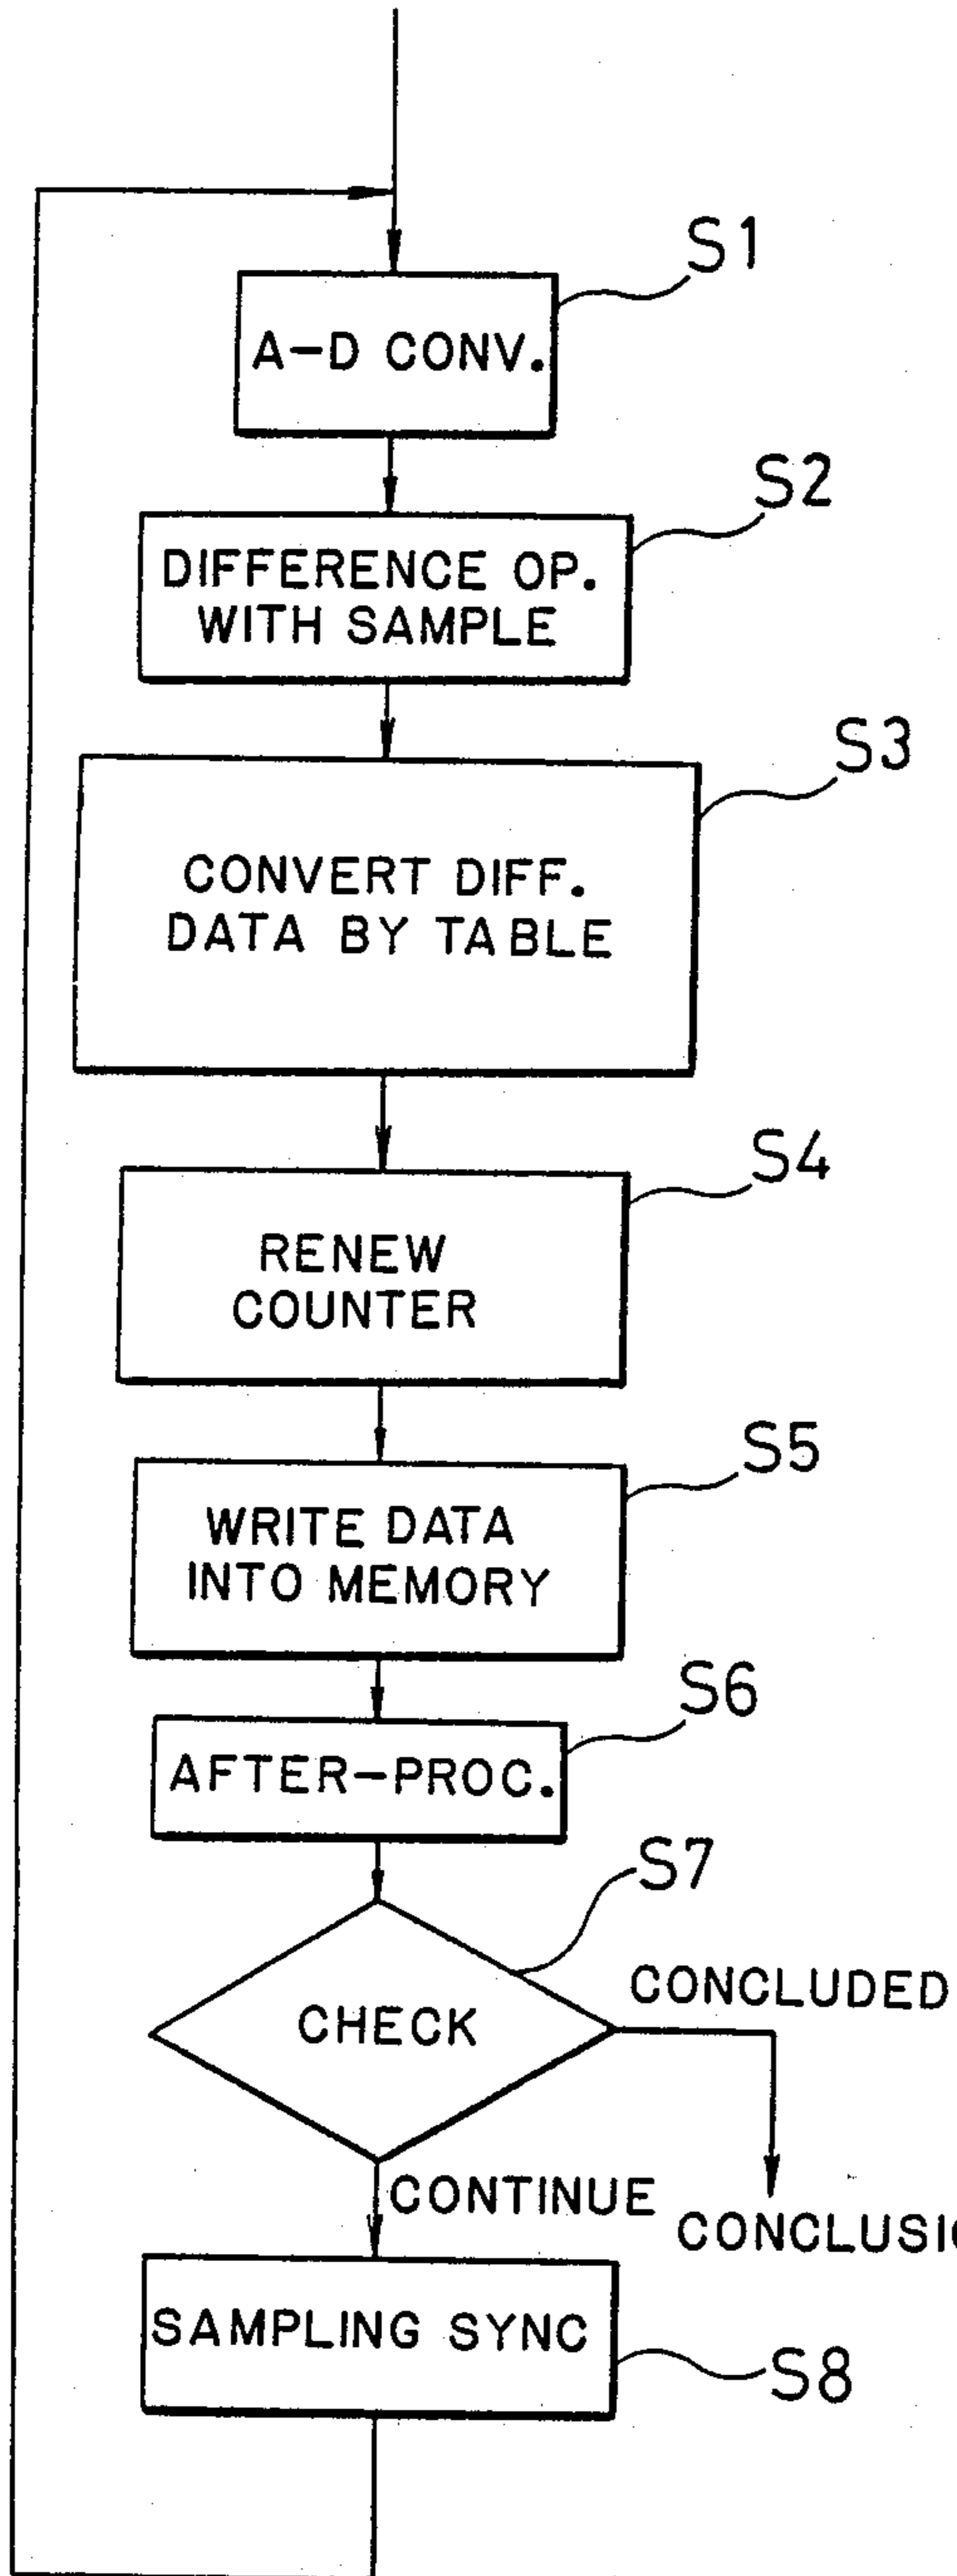 S1
A-D CONV.
S2
DIFFERENCE OP.
WITH SAMPLE
S3
CONVERT DIFF.
DATA BY TABLE
S4
RENEW
COUNTER
S5
WRITE DATA
INTO MEMORY
S6
AFTER-PROC.
S7
CONCLUDED
CHECK
CONTINUE
SAMPLING SYNC
S8